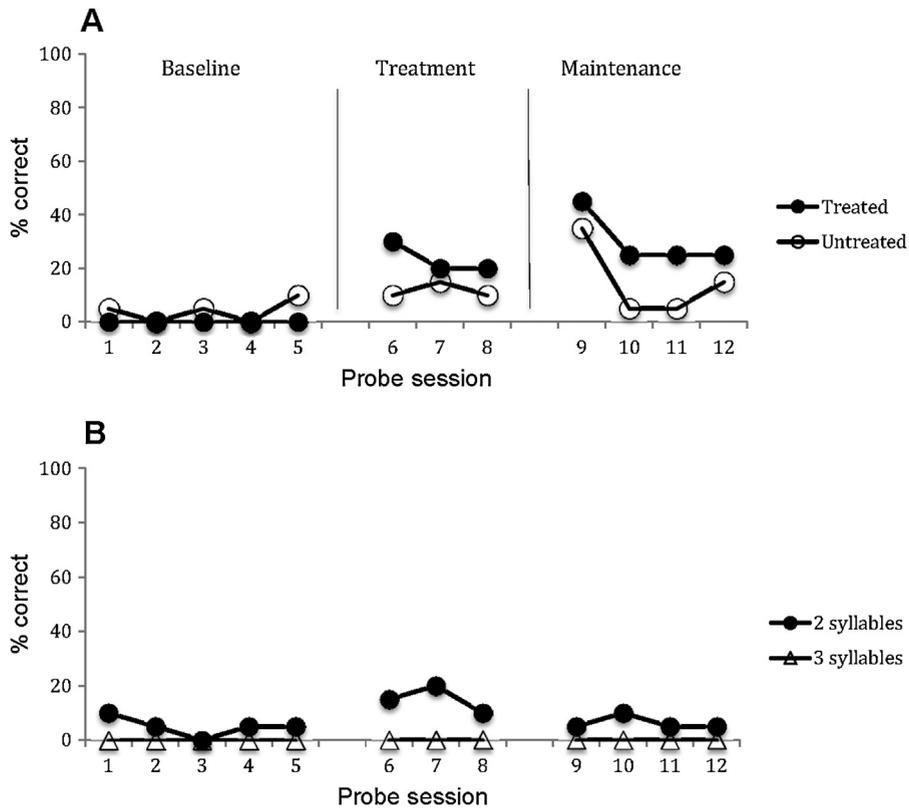 A
100
Baseline
Treatment
Maintenance
80
60
40
20
0
% correct
Treated
Untreated
1 2 3 4 5 6 7 8 9 10 11 12
Probe session
B
100
80
60
40
20
0
% correct
2 syllables
3 syllables
1 2 3 4 5 6 7 8 9 10 11 12
Probe session